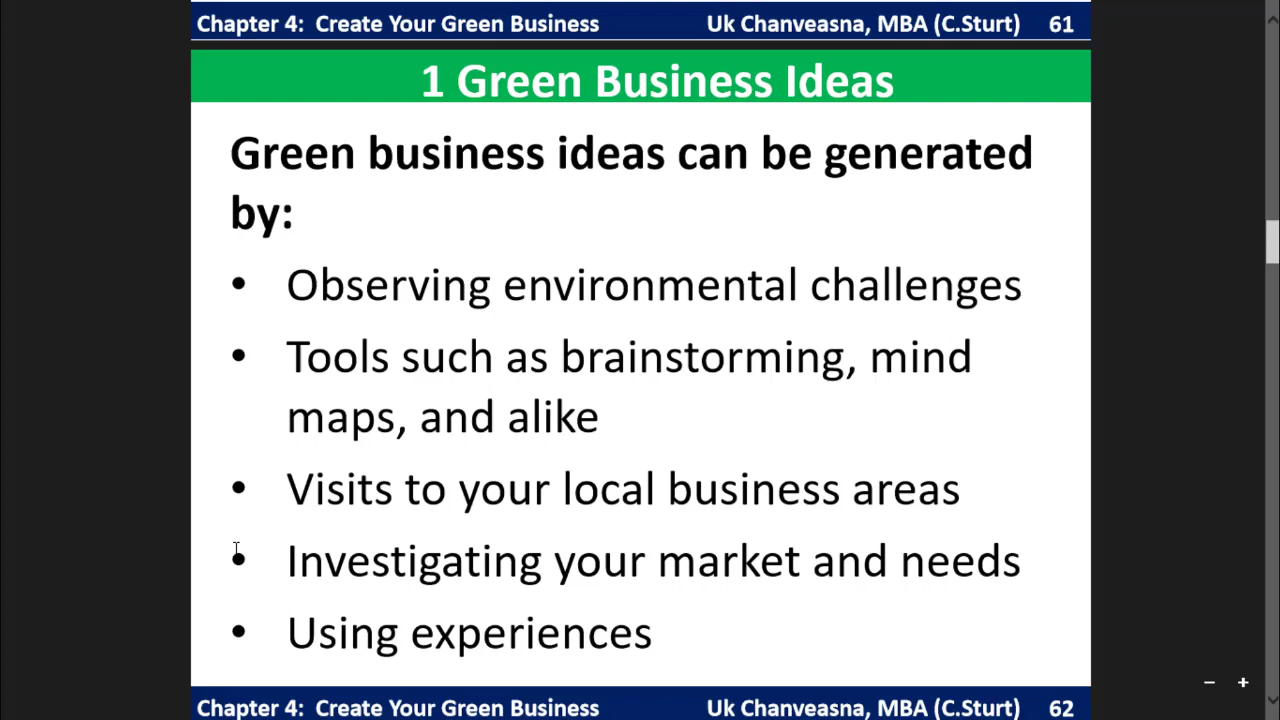 Chapter 4: Create Your Green Business Uk Chanveasna, MBA (C.Sturt) 61
1 Green Business Ideas
Green business ideas can be generated
by:
• Observing environmental challenges
• Tools such as brainstorming, mind
maps, and alike
• Visits to your local business areas
• Investigating your market and needs
• Using experiences
Chapter 4: Create Your Green Business Uk Chanveasna, MBA (C.Sturt) 62